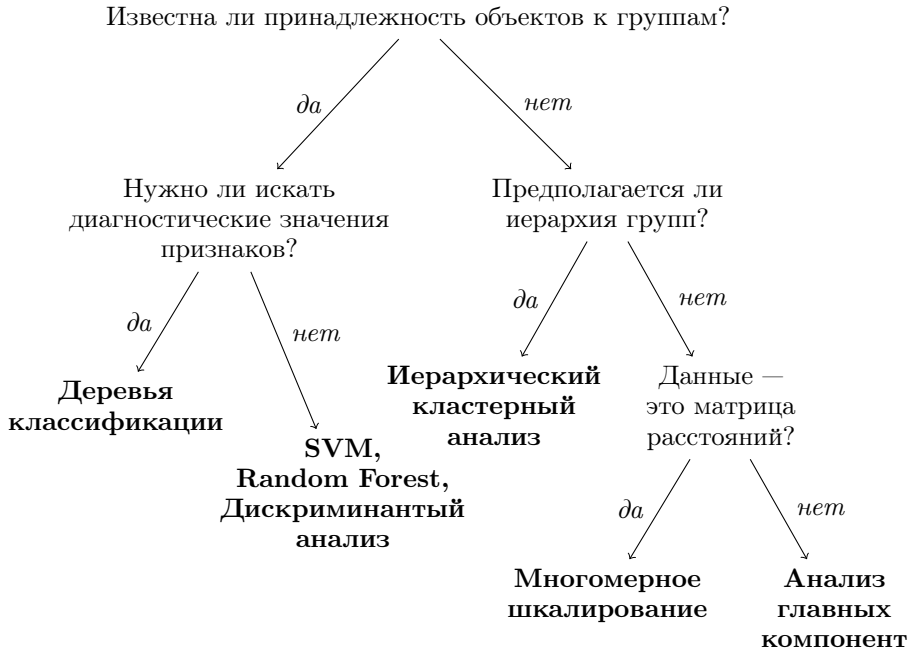 Известна ли принадлежность объектов к группам?
да
нет
Нужно ли искать
диагностические значения
признаков?
Предполагается ли
иерархия групп?
да
нет
да
нет
Деревья
классификации
SVM,
Random Forest,
Дискриминантый
анализ
Иерархический
кластерный
анализ
Данные —
это матрица
расстояний?
да
нет
Многомерное
шкалирование
Анализ
главных
компонент